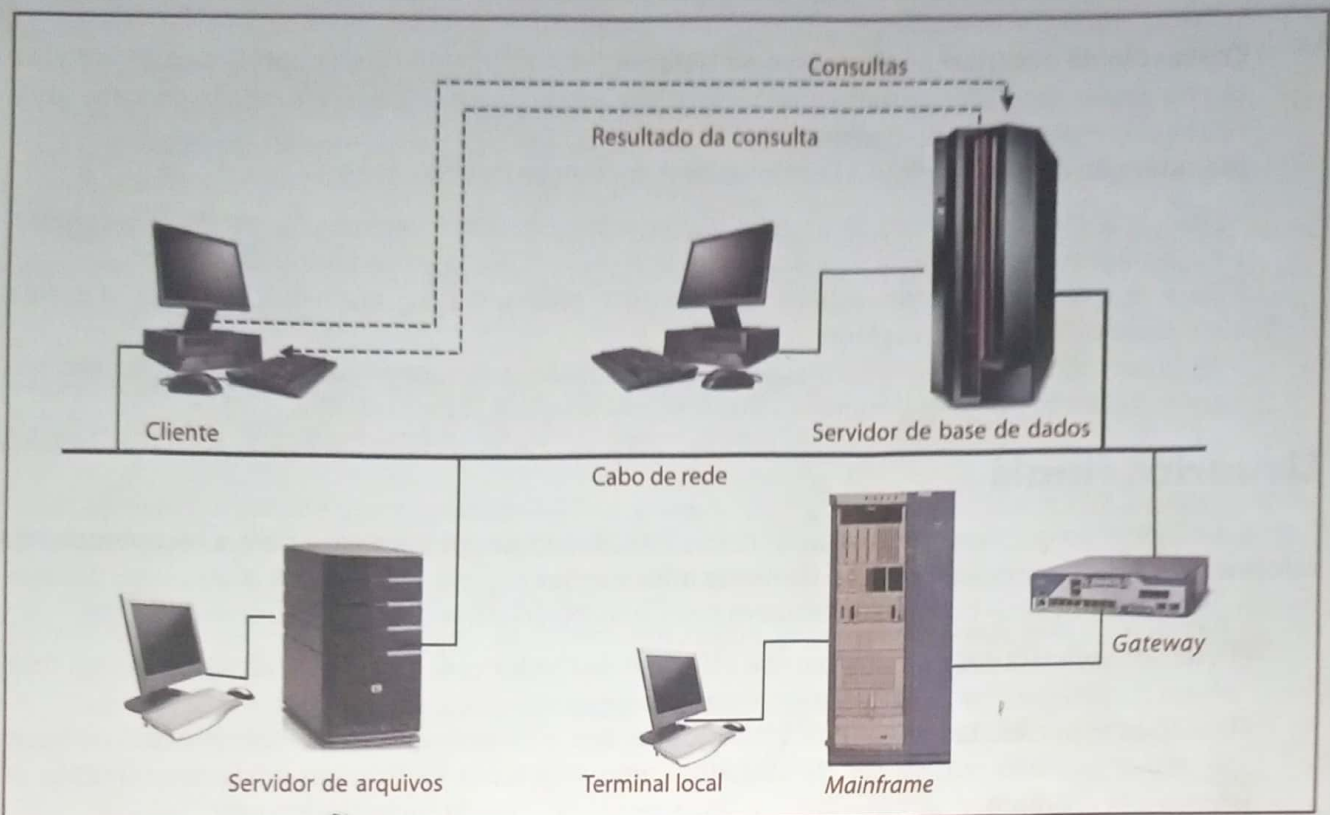 Consultas
Resultado da consulta
Cliente
Servidor de base de dados
Cabo de rede
Gateway
Servidor de arquivos
Terminal local
Mainframe